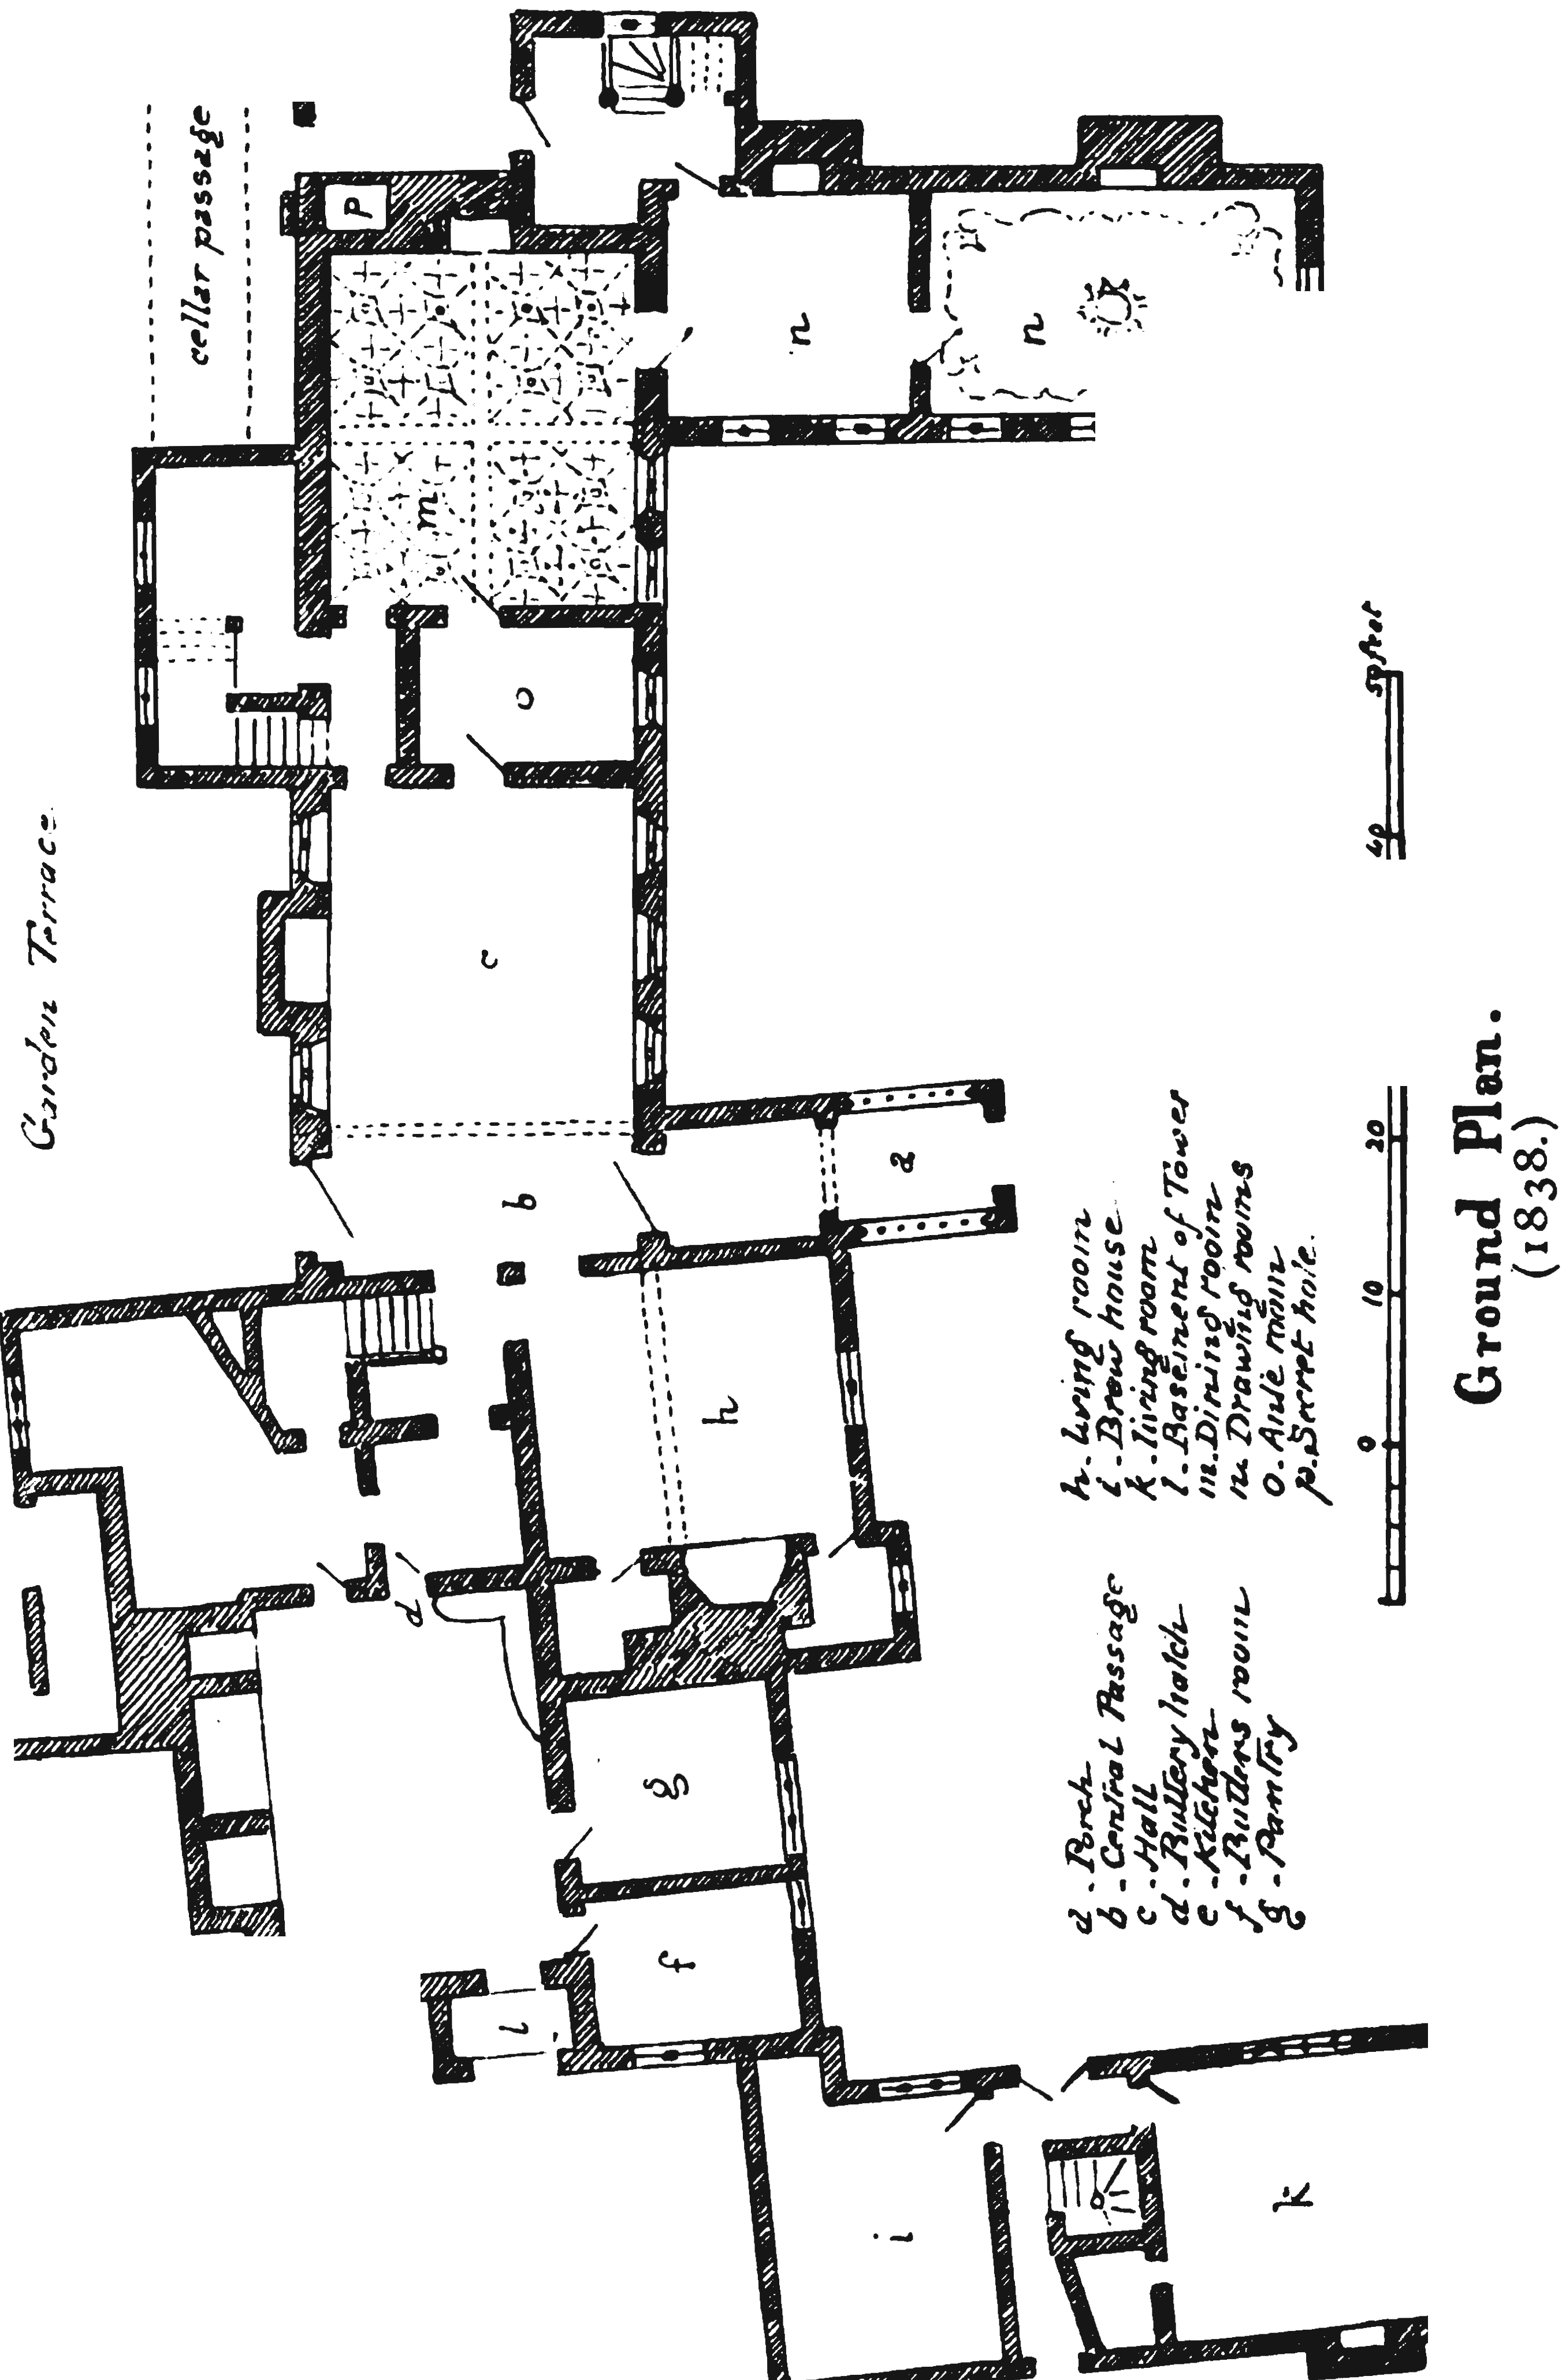 Garden Terrace
cellar passage
p
m
n
n
o
c
b
a
h
d
g
f
l
i
k
a - Porch
b - Central Passage
c - Hall
d - Buttery hatch
e - Kitchen
f - Butlers room
g - Pantry
h - Living room
i - Brew house
k - living room
l - Basement of Tower
m. Dining room
n. Drawing rooms
o. Ante room
p. Secret hole.
0 10 20 40 50 feet
Ground Plan.
(1838.)